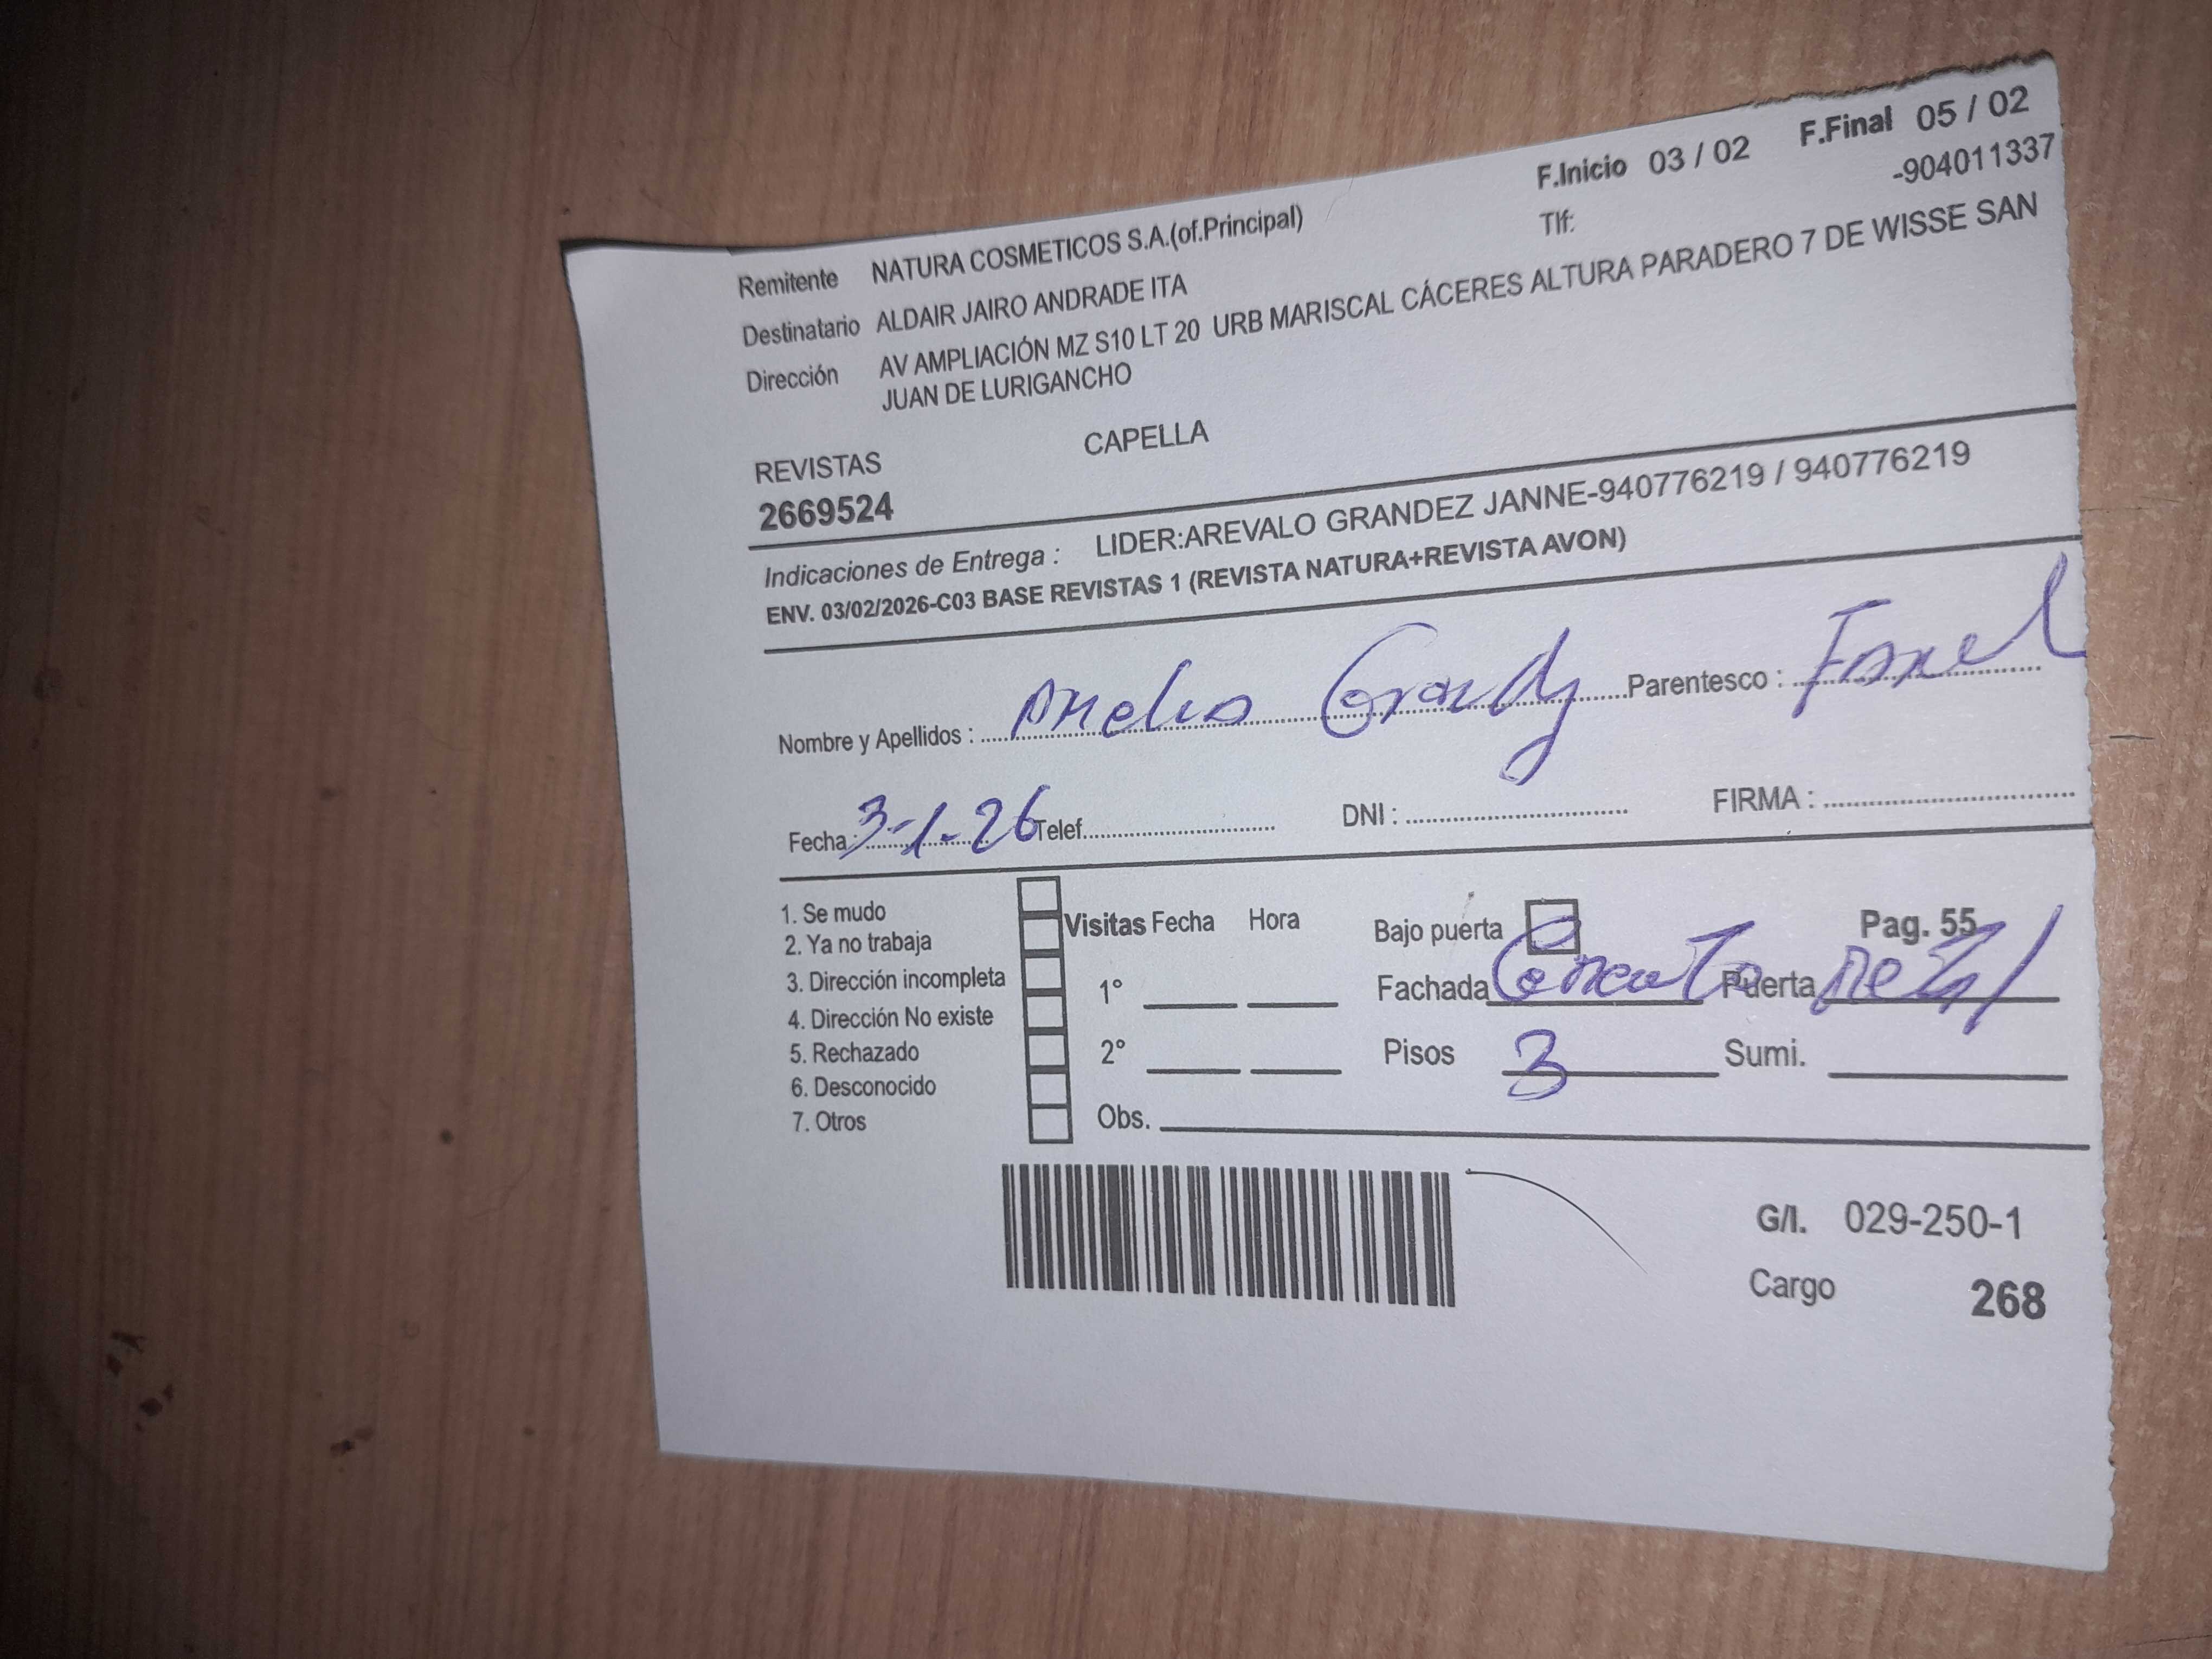 F.Inicio 03 / 02 F.Final 05 / 02
Remitente NATURA COSMETICOS S.A.(of.Principal) Tlf: -904011337
Destinatario ALDAIR JAIRO ANDRADE ITA
Dirección AV AMPLIACIÓN MZ S10 LT 20 URB MARISCAL CÁCERES ALTURA PARADERO 7 DE WISSE SAN
JUAN DE LURIGANCHO
REVISTAS CAPELLA
2669524
Indicaciones de Entrega : LIDER:AREVALO GRANDEZ JANNE-940776219 / 940776219
ENV. 03/02/2026-C03 BASE REVISTAS 1 (REVISTA NATURA+REVISTA AVON)
Nombre y Apellidos : Parentesco :
Fecha: 3-1-26 Telef. DNI : FIRMA :
1. Se mudo Visitas Fecha Hora Bajo puerta Pag. 55
2. Ya no trabaja
3. Dirección incompleta 1° Fachada Puerta
4. Dirección No existe
5. Rechazado 2° Pisos 3 Sumi.
6. Desconocido
7. Otros Obs.
G/I. 029-250-1
Cargo 268